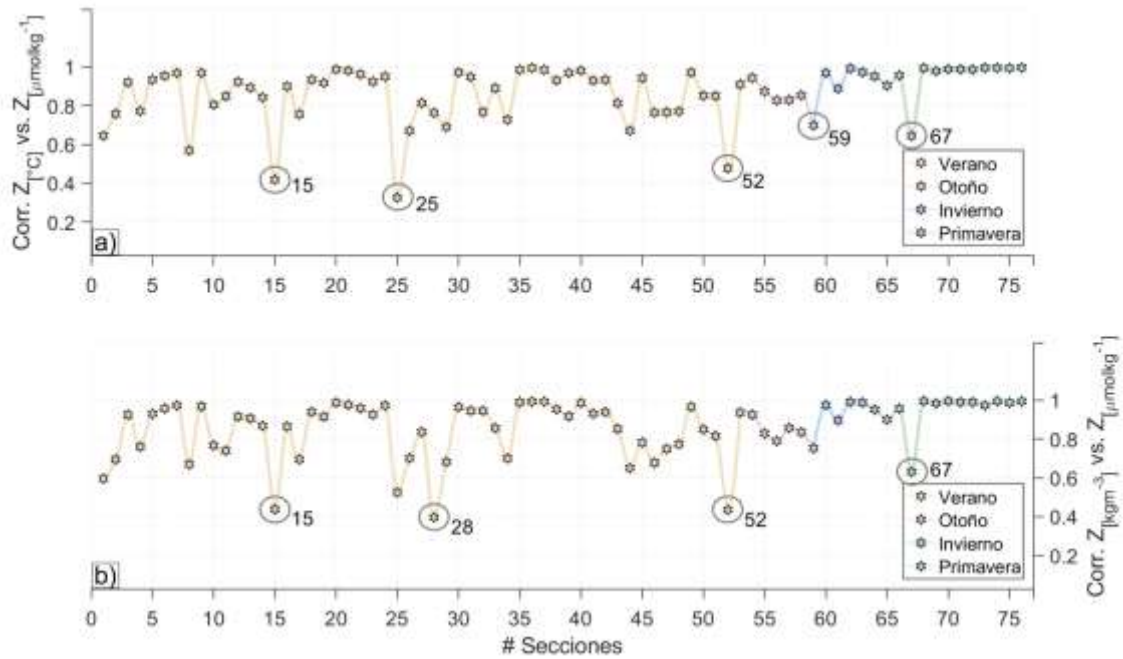 Corr. Z[°C] vs. Z[μmolkg-1]
1
0.8
0.6
0.4
0.2
15
25
52
59
67
Verano
Otoño
Invierno
Primavera
a)
0 5 10 15 20 25 30 35 40 45 50 55 60 65 70 75
Corr. Z[kgm-3] vs. Z[μmolkg-1]
1
0.8
0.6
0.4
0.2
15
28
52
67
Verano
Otoño
Invierno
Primavera
b)
0 5 10 15 20 25 30 35 40 45 50 55 60 65 70 75
# Secciones